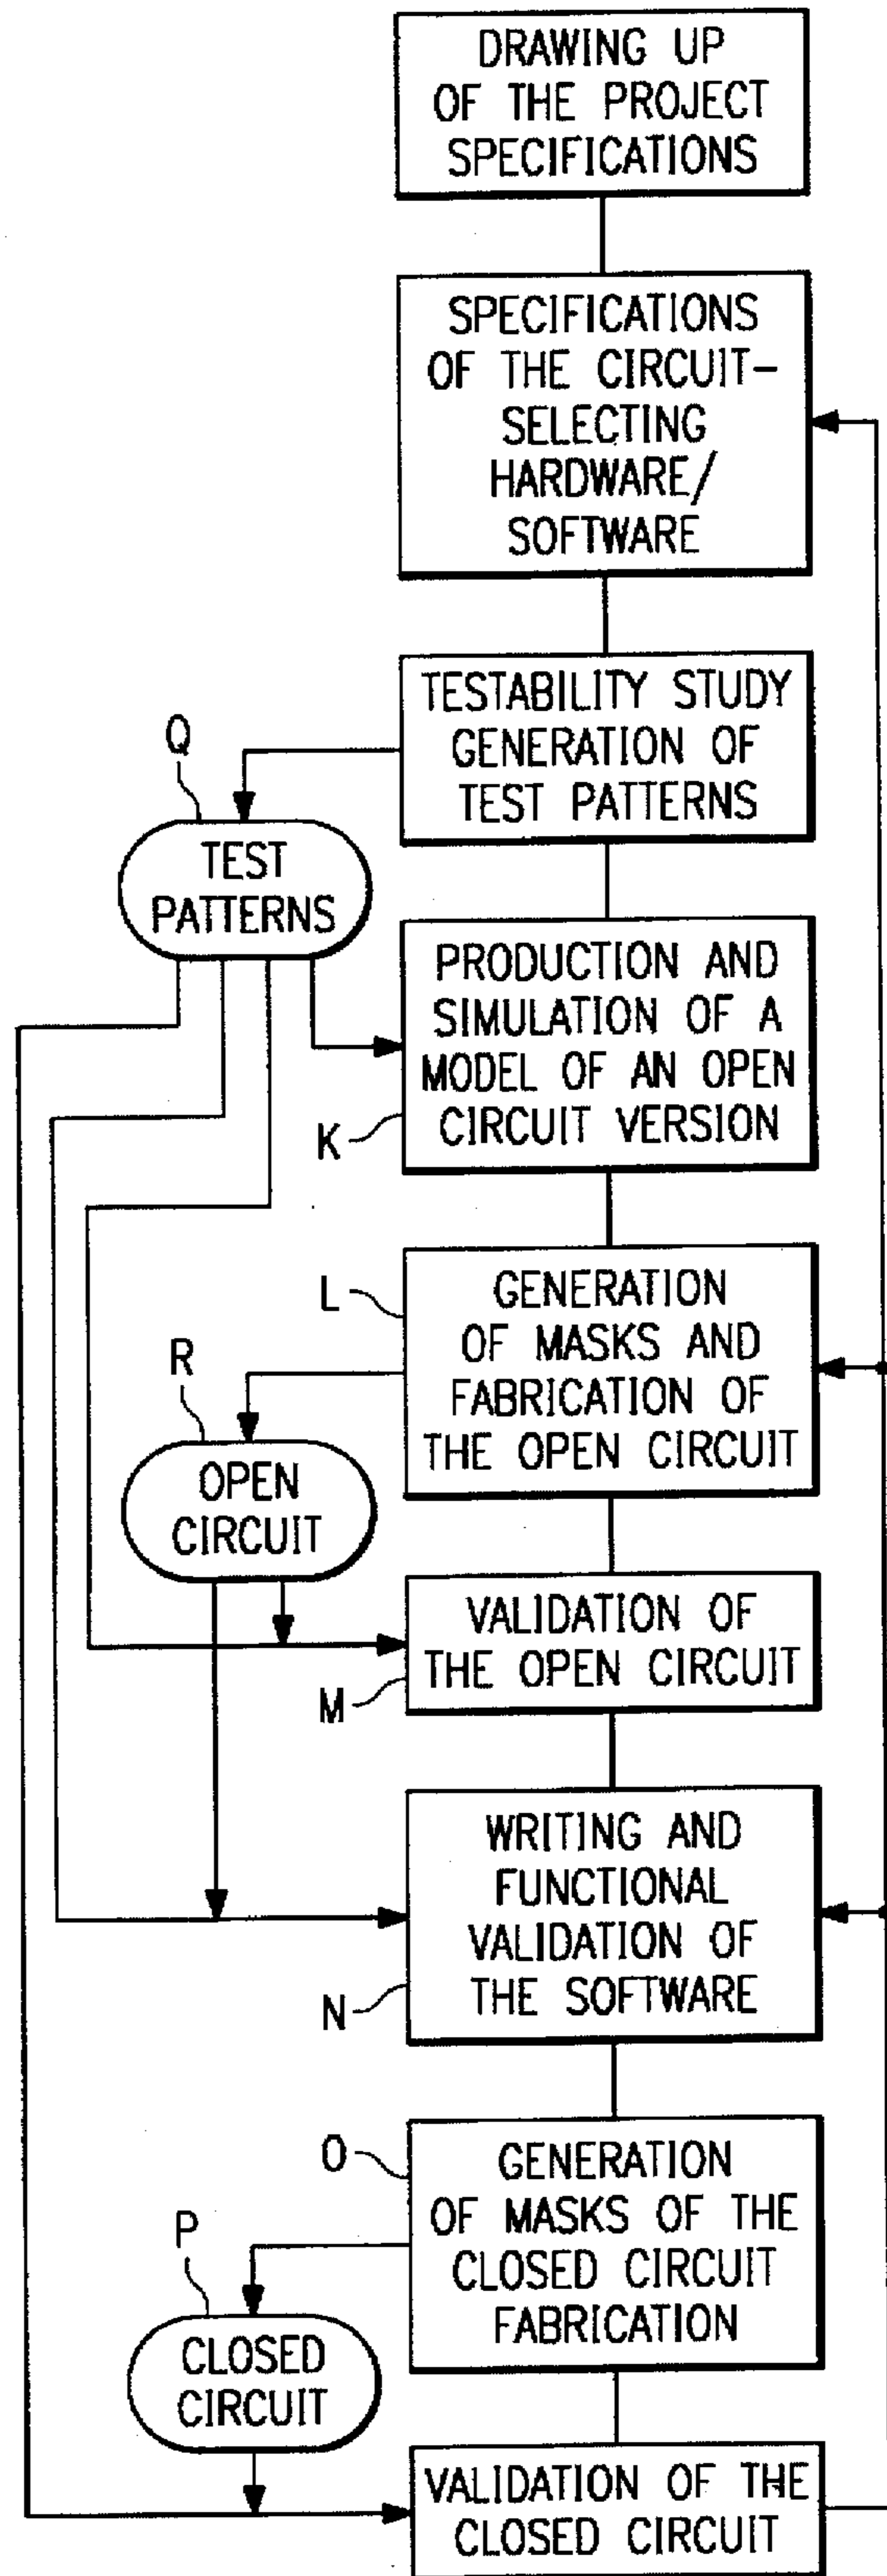 DRAWING UP
OF THE PROJECT
SPECIFICATIONS
SPECIFICATIONS
OF THE CIRCUIT-
SELECTING
HARDWARE/
SOFTWARE
TESTABILITY STUDY
GENERATION OF
TEST PATTERNS
Q
TEST
PATTERNS
PRODUCTION AND
SIMULATION OF A
MODEL OF AN OPEN
CIRCUIT VERSION
K
L
GENERATION
OF MASKS AND
FABRICATION OF
THE OPEN CIRCUIT
R
OPEN
CIRCUIT
VALIDATION OF
THE OPEN CIRCUIT
M
WRITING AND
FUNCTIONAL
VALIDATION OF
THE SOFTWARE
N
O
GENERATION
OF MASKS OF THE
CLOSED CIRCUIT
FABRICATION
P
CLOSED
CIRCUIT
VALIDATION OF THE
CLOSED CIRCUIT